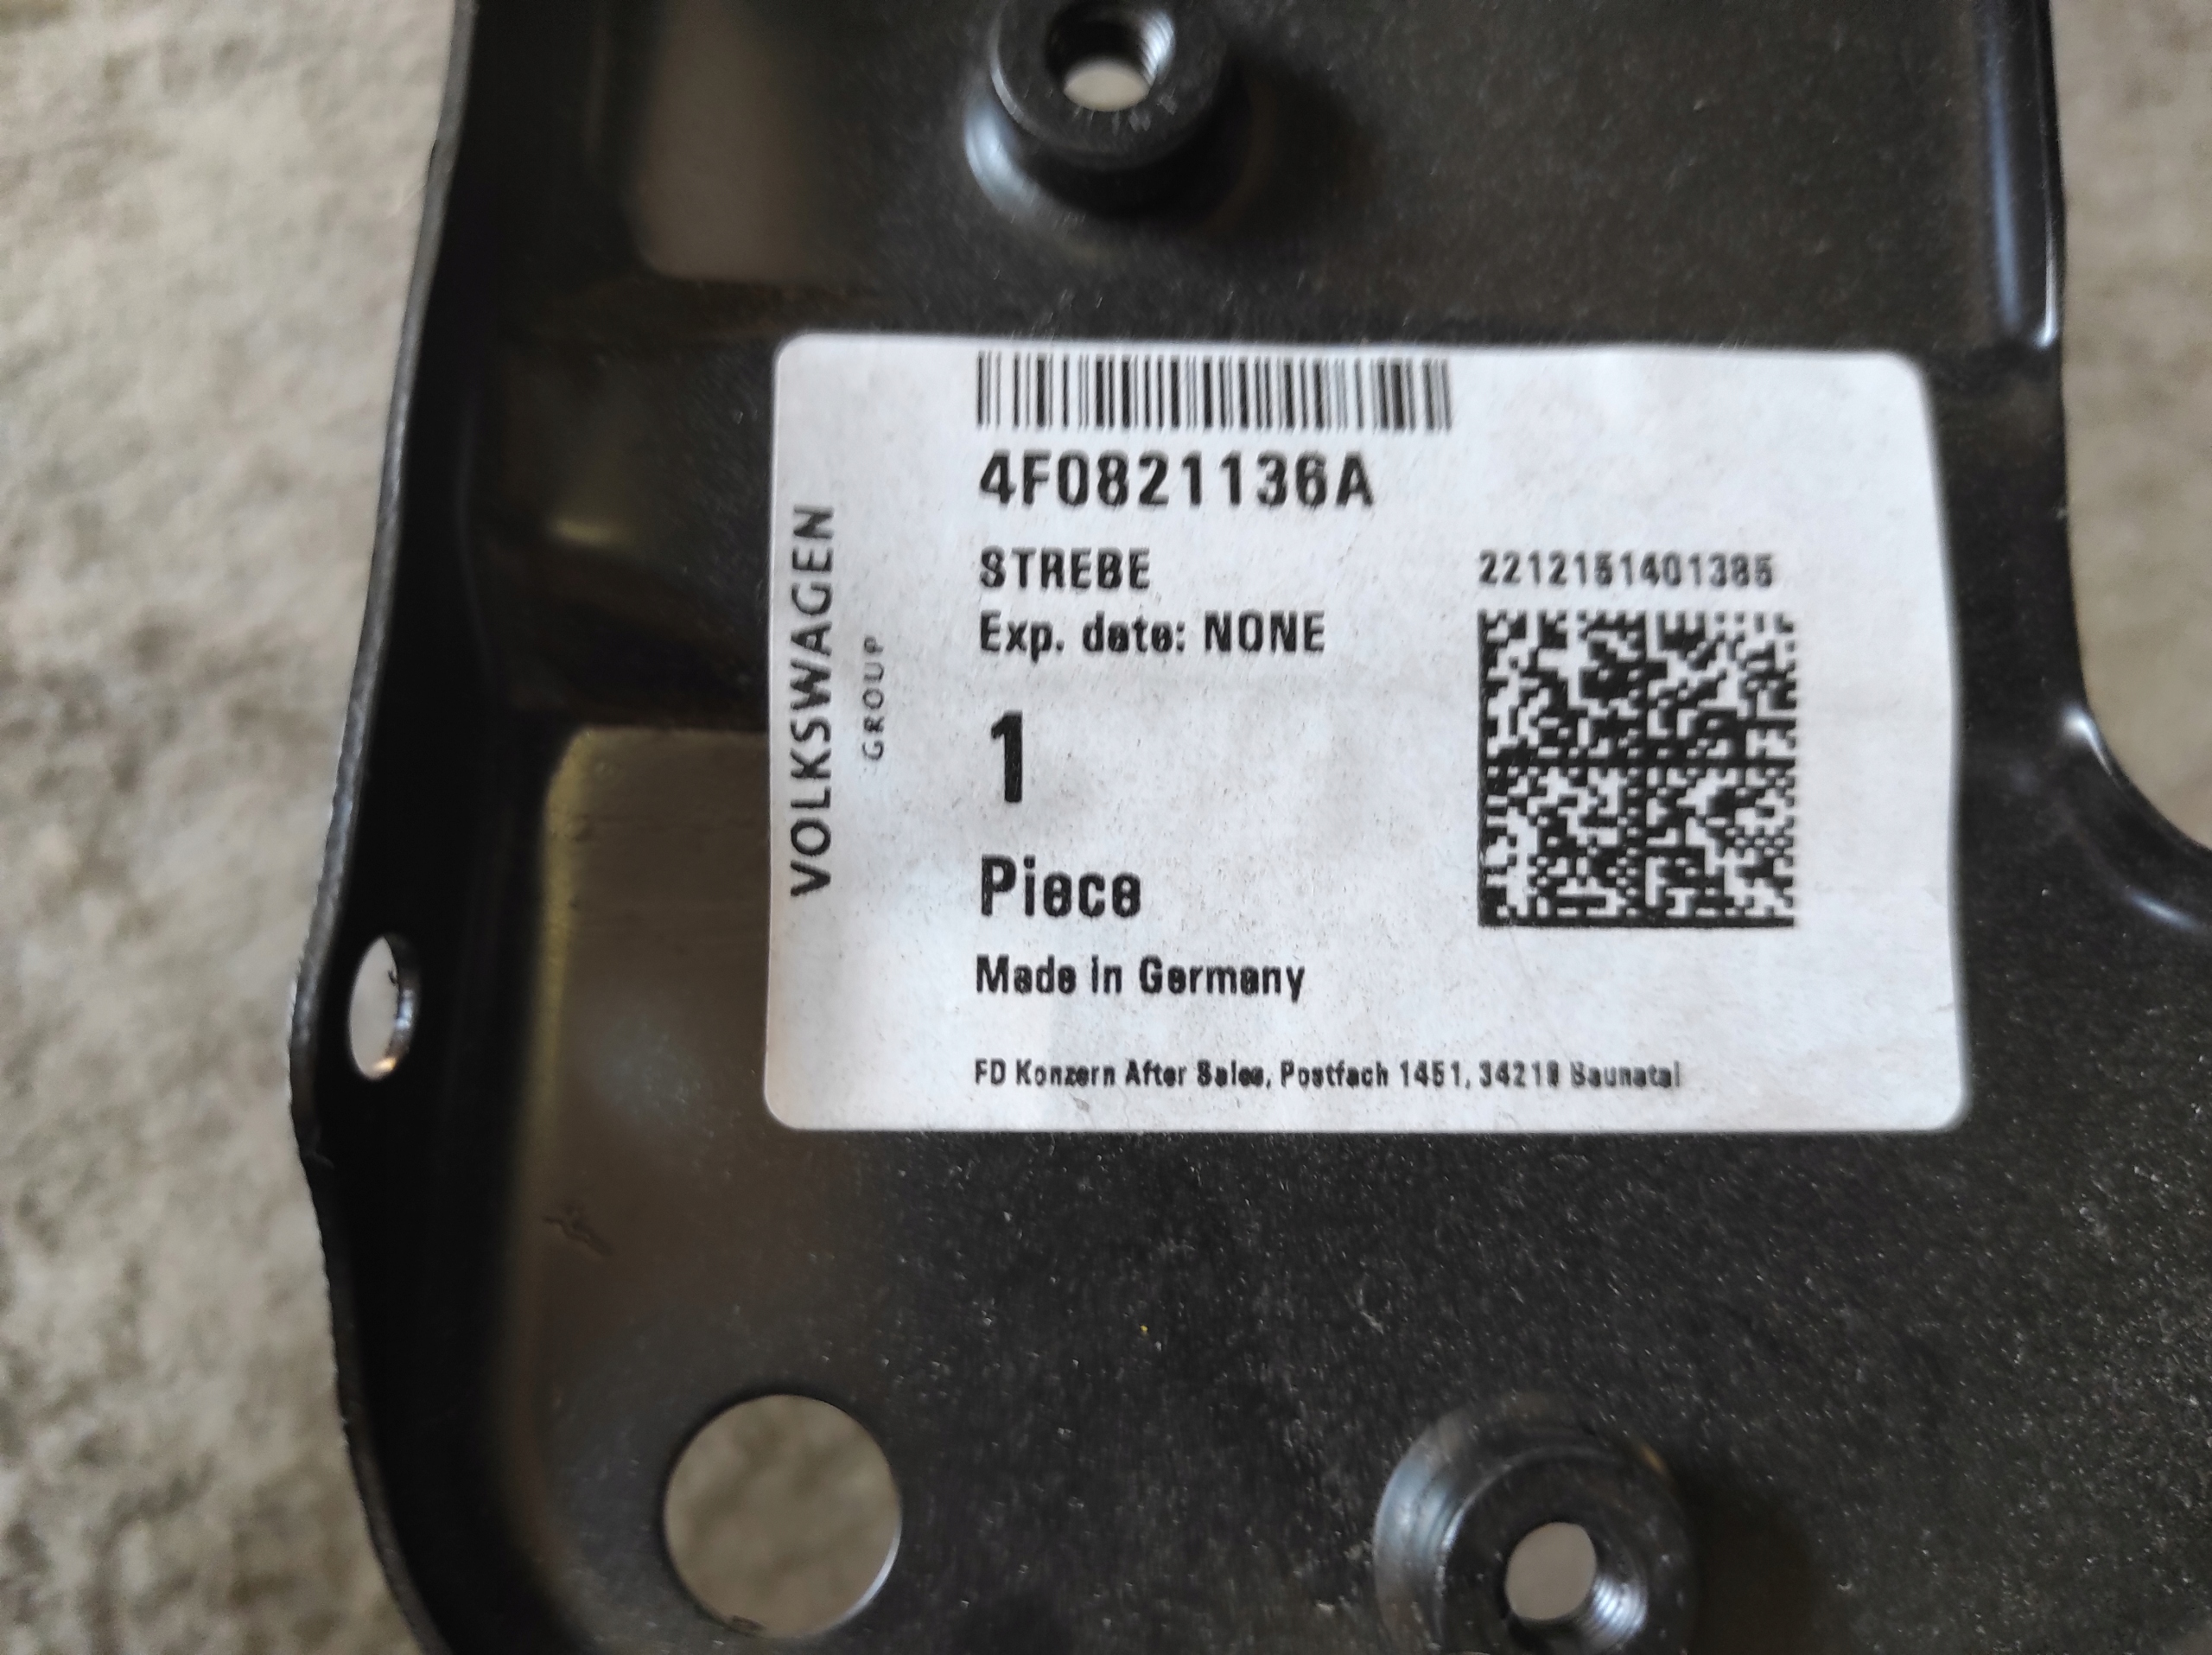 4F0821136A
STREBE
2212151401385
Exp. date: NONE
VOLKSWAGEN
GROUP
1
Piece
Made in Germany
FD Konzern After Sales, Postfach 1451, 34219 Baunatal